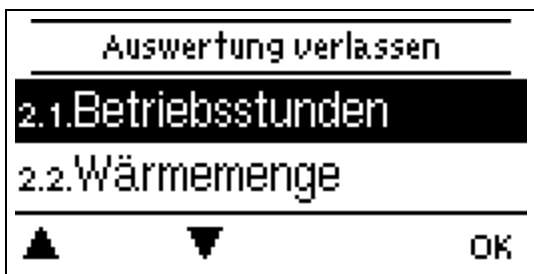 Auswertung verlassen
2.1.Betriebsstunden
2.2.Wärmemenge
▲ ▼ OK